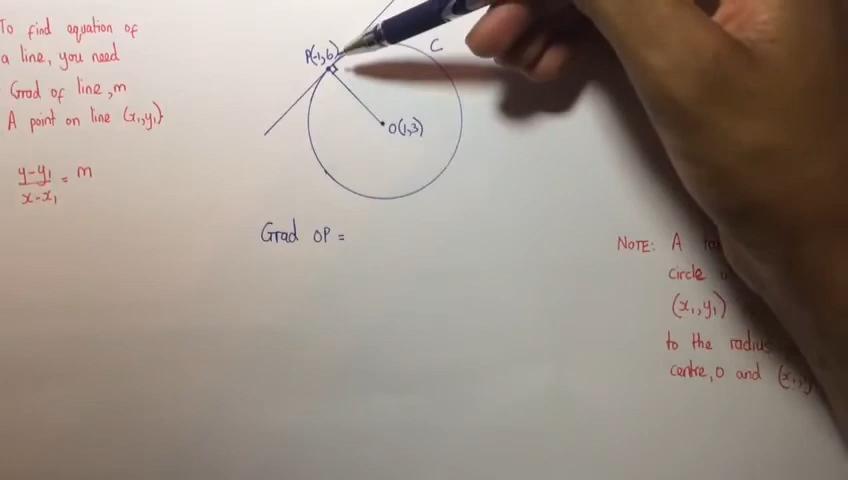 To find equation of
a line, you need
Grad of line, m
A point on line (x₁,y₁)
y-y₁
x-x₁
= m
P(-1,6)
C
O(1,3)
Grad OP =
NOTE: A
circle
(x₁,y₁)
to the radius
centre, O and